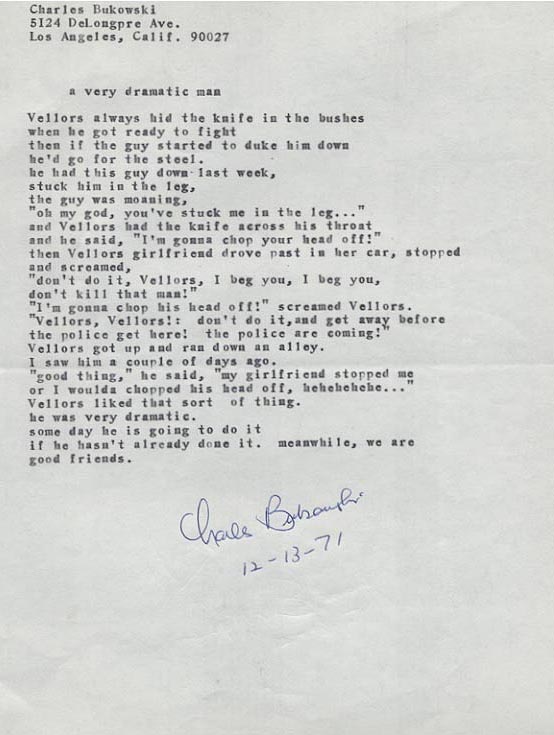 Charles Bukowski
5124 DeLongpre Ave.
Los Angeles, Calif. 90027
a very dramatic man
Vellors always hid the knife in the bushes
when he got ready to fight
then if the guy started to duke him down
he'd go for the steel.
he had this guy down last week,
stuck him in the leg,
the guy was moaning,
"oh my god, you've stuck me in the leg..."
and Vellors had the knife across his throat
and he said, "I'm gonna chop your head off!"
then Vellors girlfriend drove past in her car, stopped
and screamed,
"don't do it, Vellors, I beg you, I beg you,
don't kill that man!"
"I'm gonna chop his head off!" screamed Vellors.
"Vellors, Vellors!: don't do it,and get away before
the police get here! the police are coming!"
Vellors got up and ran down an alley.
I saw him a couple of days ago.
"good thing," he said, "my girlfriend stopped me
or I woulda chopped his head off, hehehehehe..."
Vellors liked that sort of thing.
he was very dramatic.
some day he is going to do it
if he hasn't already done it. meanwhile, we are
good friends.
Charles Bukowski
12-13-71